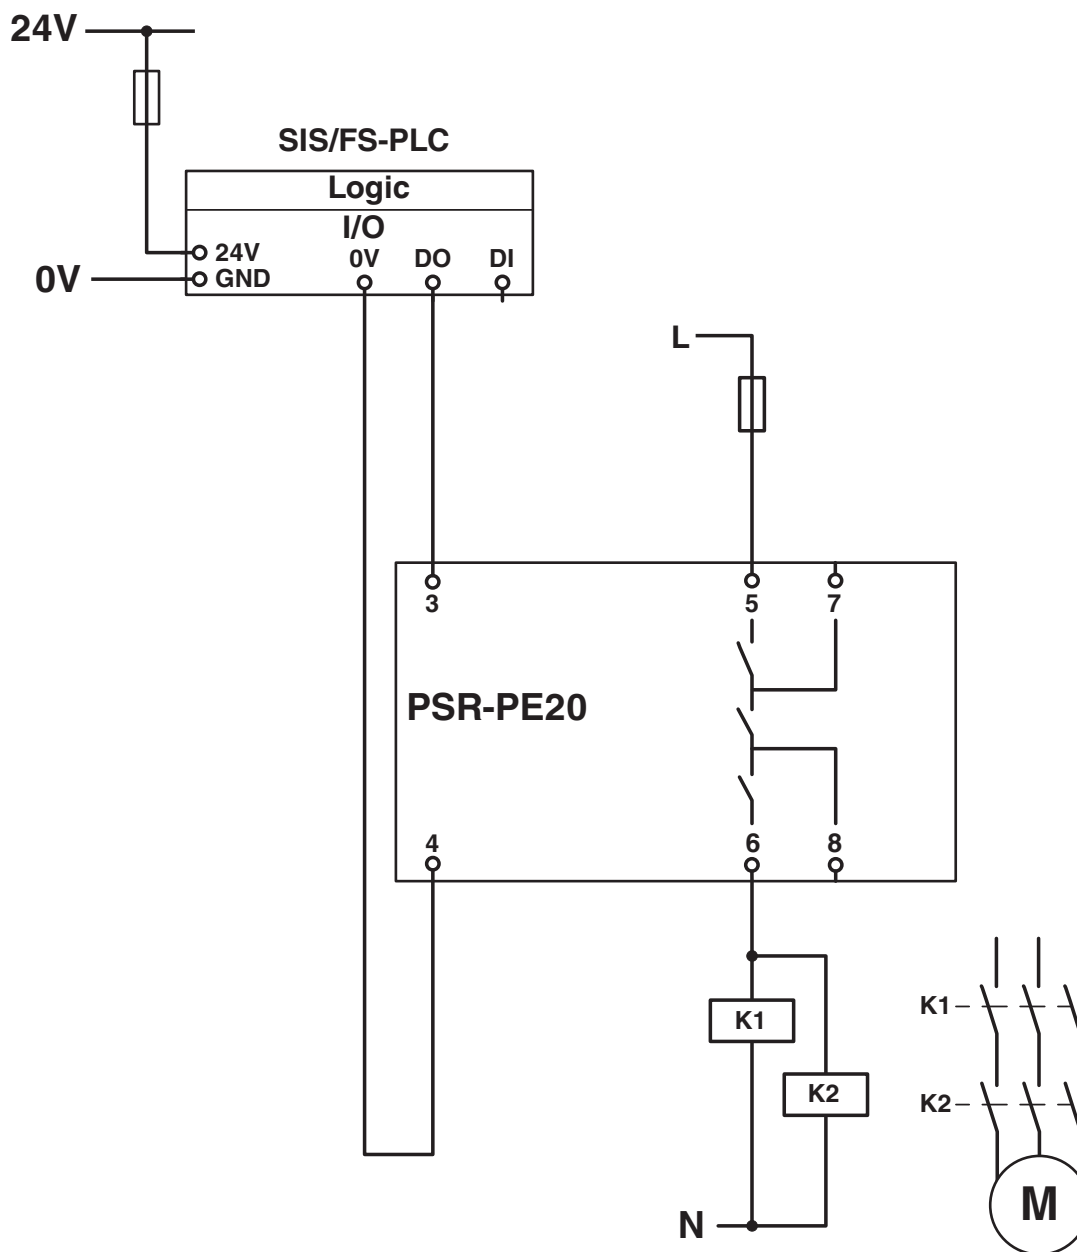 24V
SIS/FS-PLC
Logic
I/O
24V
0V
DO
DI
0V
GND
L
3
5
7
PSR-PE20
4
6
8
K1
K1
K2
K2
N
M